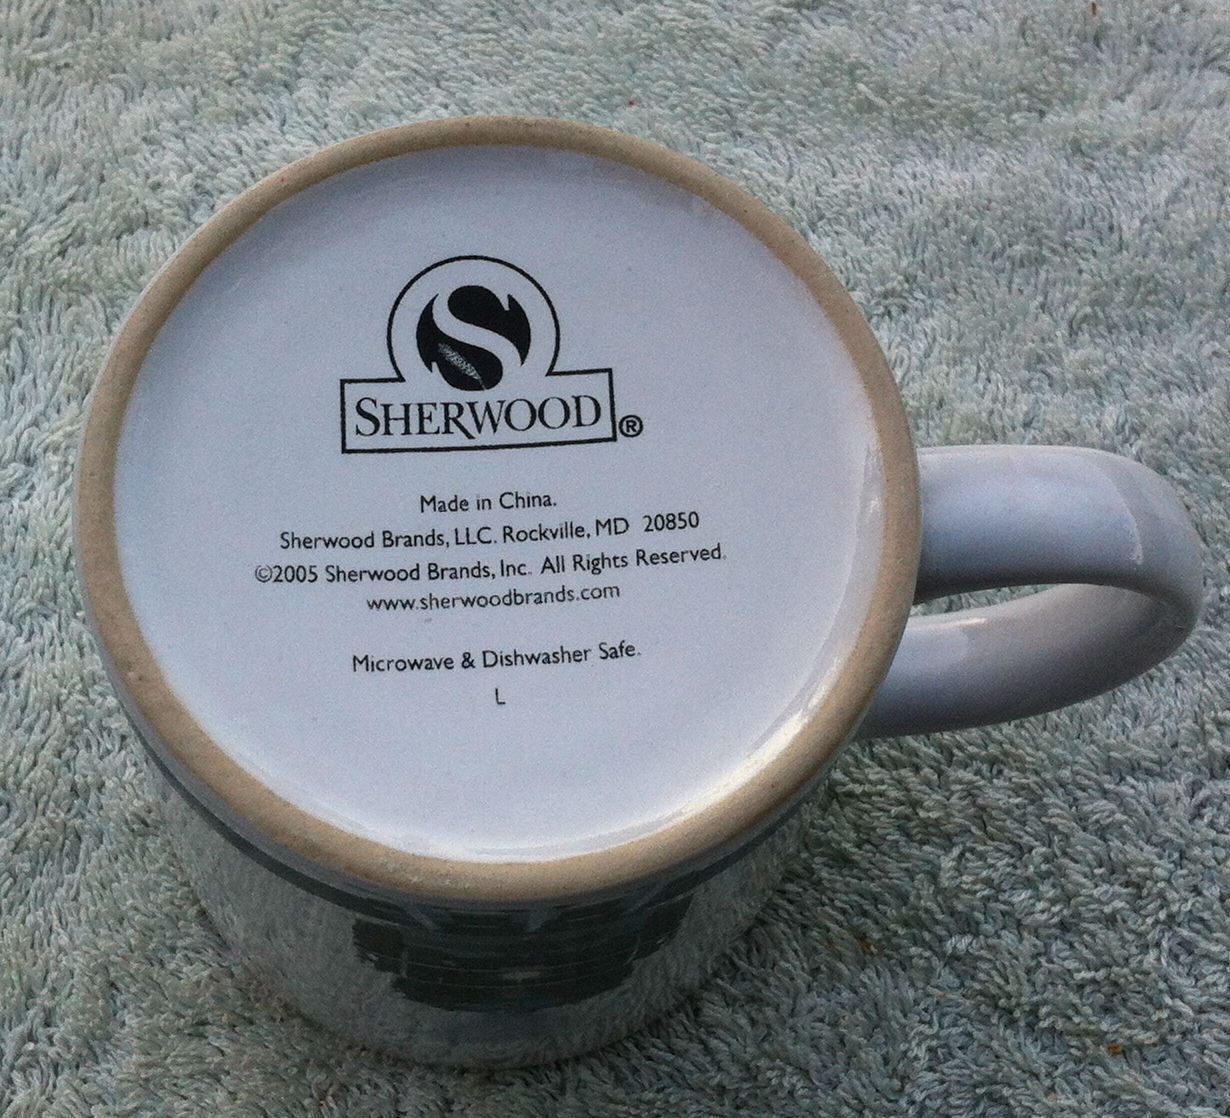 S
SHERWOOD®
Made in China.
Sherwood Brands, LLC. Rockville, MD 20850
©2005 Sherwood Brands, Inc. All Rights Reserved.
www.sherwoodbrands.com
Microwave & Dishwasher Safe.
L